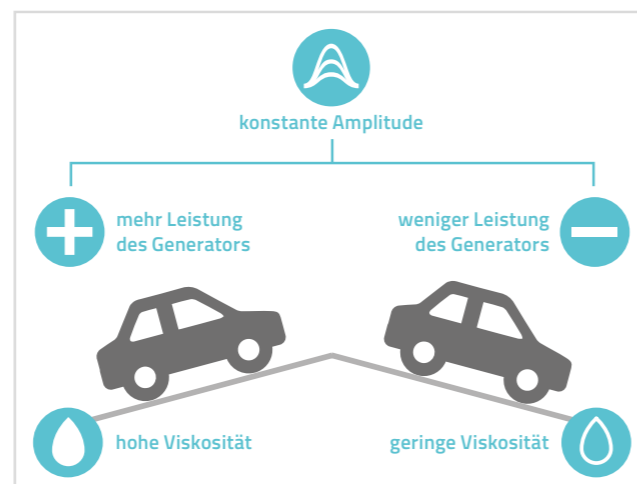 konstante Amplitude
mehr Leistung
des Generators
weniger Leistung
des Generators
hohe Viskosität
geringe Viskosität